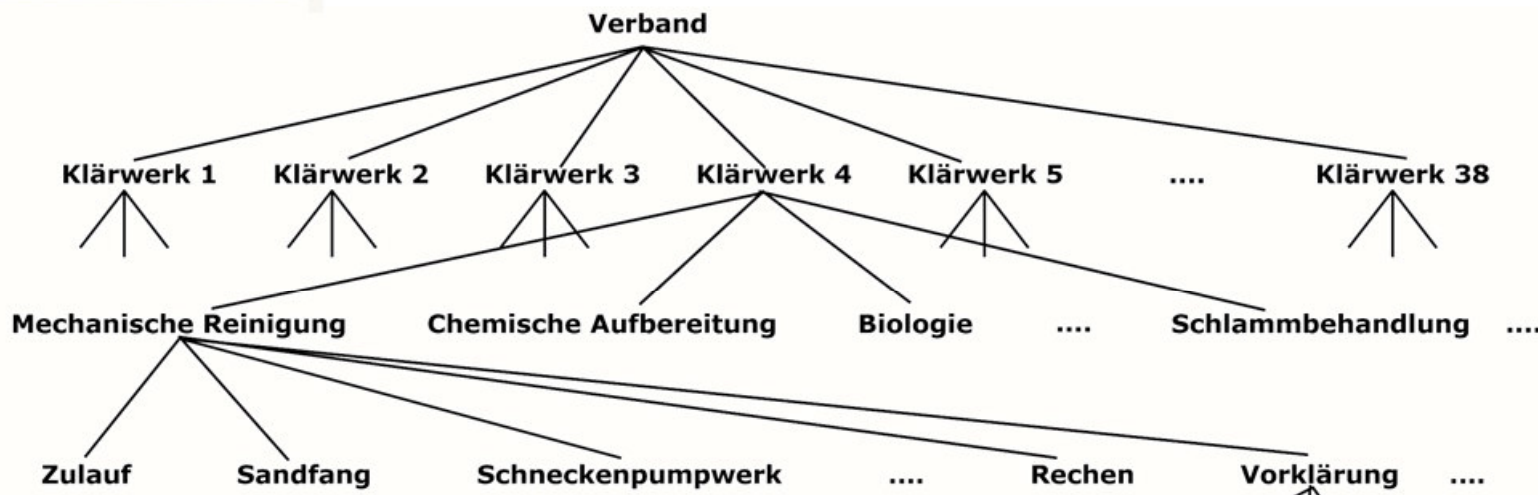 Verband
Klärwerk 1 Klärwerk 2 Klärwerk 3 Klärwerk 4 Klärwerk 5 .... Klärwerk 38
Mechanische Reinigung Chemische Aufbereitung Biologie .... Schlammbehandlung ....
Zulauf Sandfang Schneckenpumpwerk .... Rechen Vorklärung ....